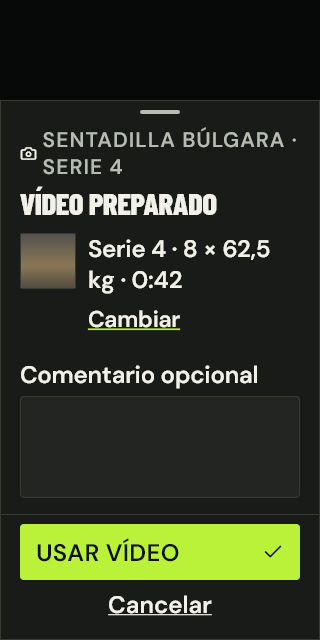 SENTADILLA BÚLGARA ·
SERIE 4
VÍDEO PREPARADO
Serie 4 · 8 × 62,5
kg · 0:42
Cambiar
Comentario opcional
USAR VÍDEO
Cancelar